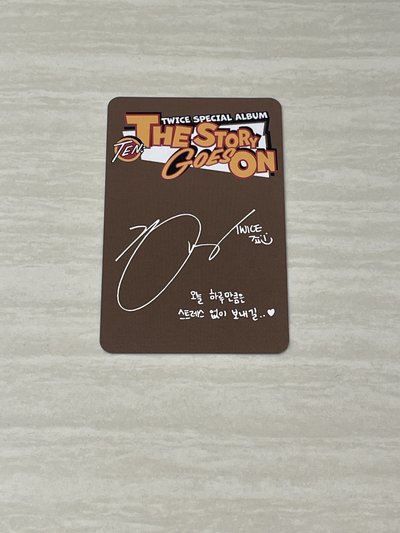 TWICE SPECIAL ALBUM
TEN:
THE STORY
GOES ON
TWICE
오늘 하루만큼은
스트레스 없이 보내길..♥